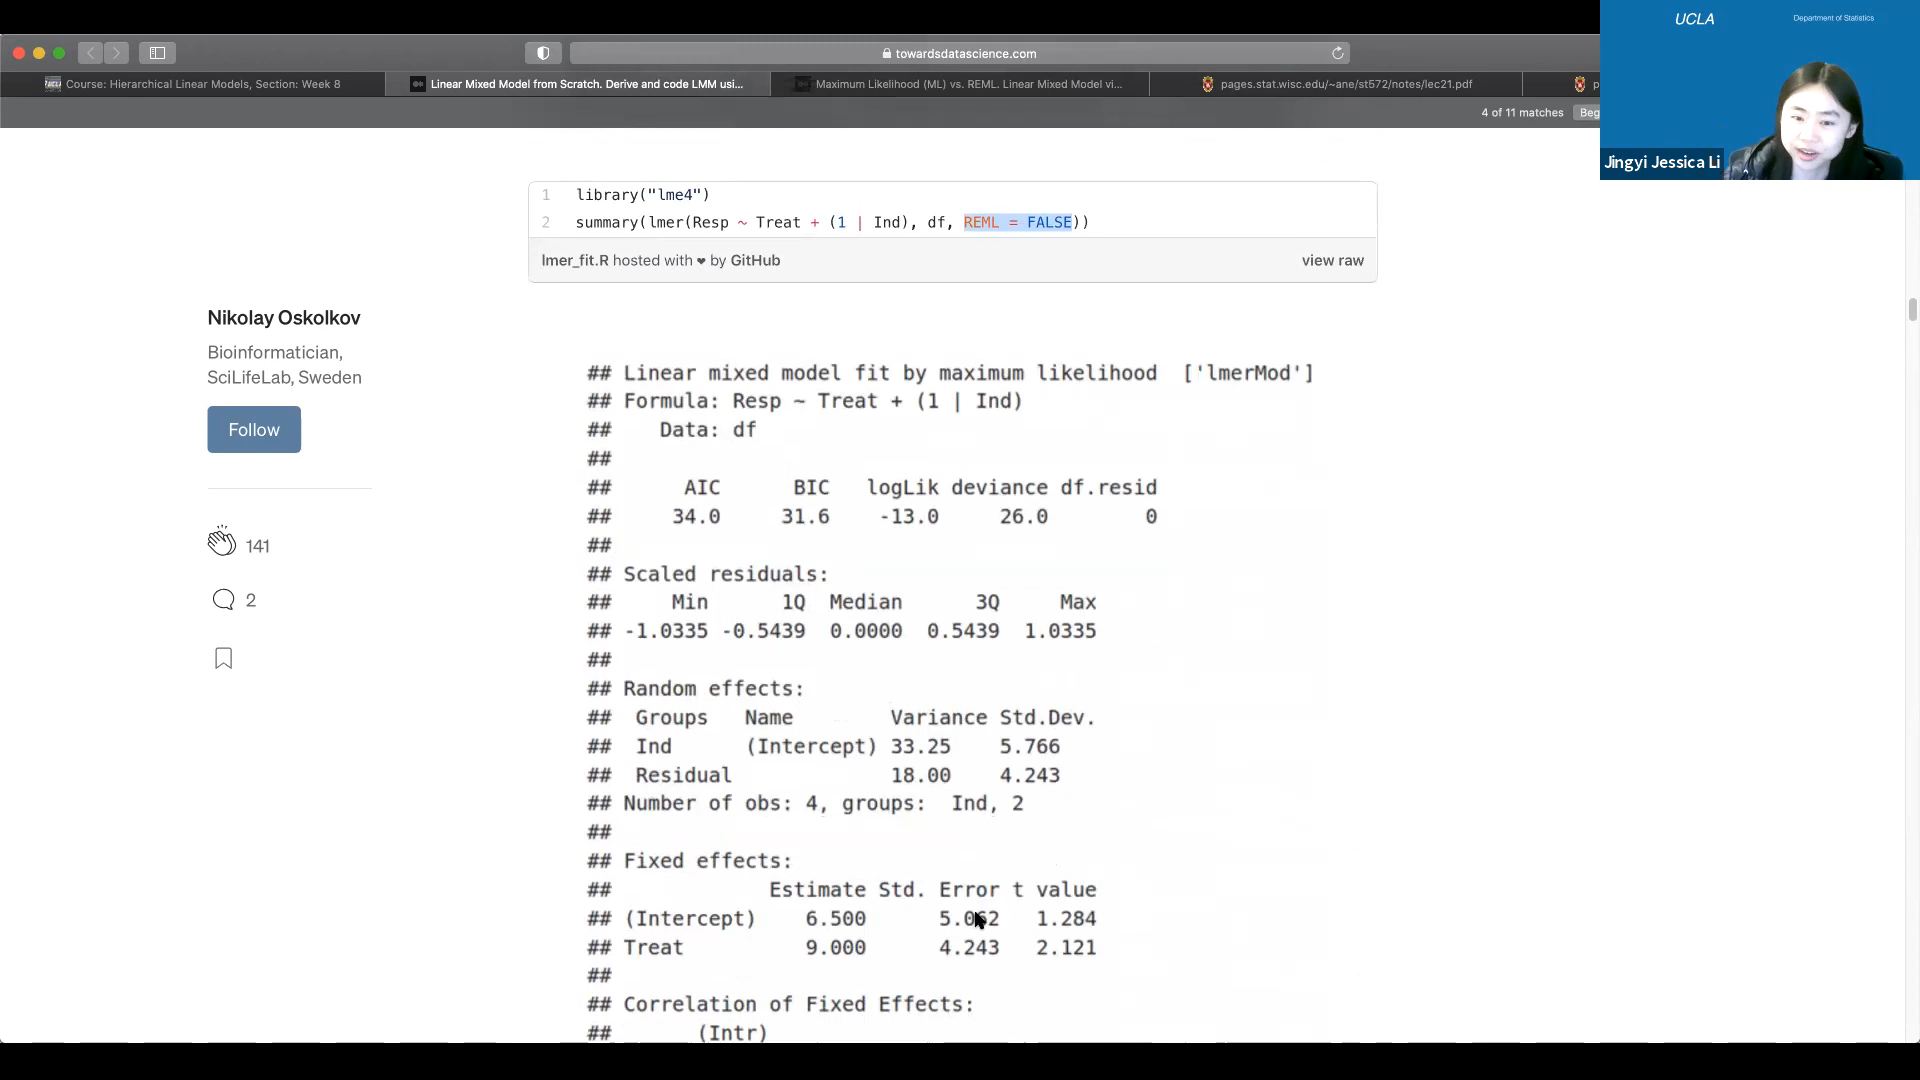 UCLA
Department of Statistics
towardsdatascience.com
Course: Hierarchical Linear Models, Section: Week 8
Linear Mixed Model from Scratch. Derive and code LMM usi...
Maximum Likelihood (ML) vs. REML. Linear Mixed Model vi...
pages.stat.wisc.edu/~ane/st572/notes/lec21.pdf
p
4 of 11 matches
Beg
Jingyi Jessica Li
1 library("lme4")
2 summary(lmer(Resp ~ Treat + (1 | Ind), df, REML = FALSE))
lmer_fit.R hosted with ❤ by GitHub
view raw
Nikolay Oskolkov
Bioinformatician,
SciLifeLab, Sweden
Follow
141
2
## Linear mixed model fit by maximum likelihood ['lmerMod']
## Formula: Resp ~ Treat + (1 | Ind)
## Data: df
##
## AIC BIC logLik deviance df.resid
## 34.0 31.6 -13.0 26.0 0
##
## Scaled residuals:
## Min 1Q Median 3Q Max
## -1.0335 -0.5439 0.0000 0.5439 1.0335
##
## Random effects:
## Groups Name Variance Std.Dev.
## Ind (Intercept) 33.25 5.766
## Residual 18.00 4.243
## Number of obs: 4, groups: Ind, 2
##
## Fixed effects:
## Estimate Std. Error t value
## (Intercept) 6.500 5.062 1.284
## Treat 9.000 4.243 2.121
##
## Correlation of Fixed Effects:
## (Intr)